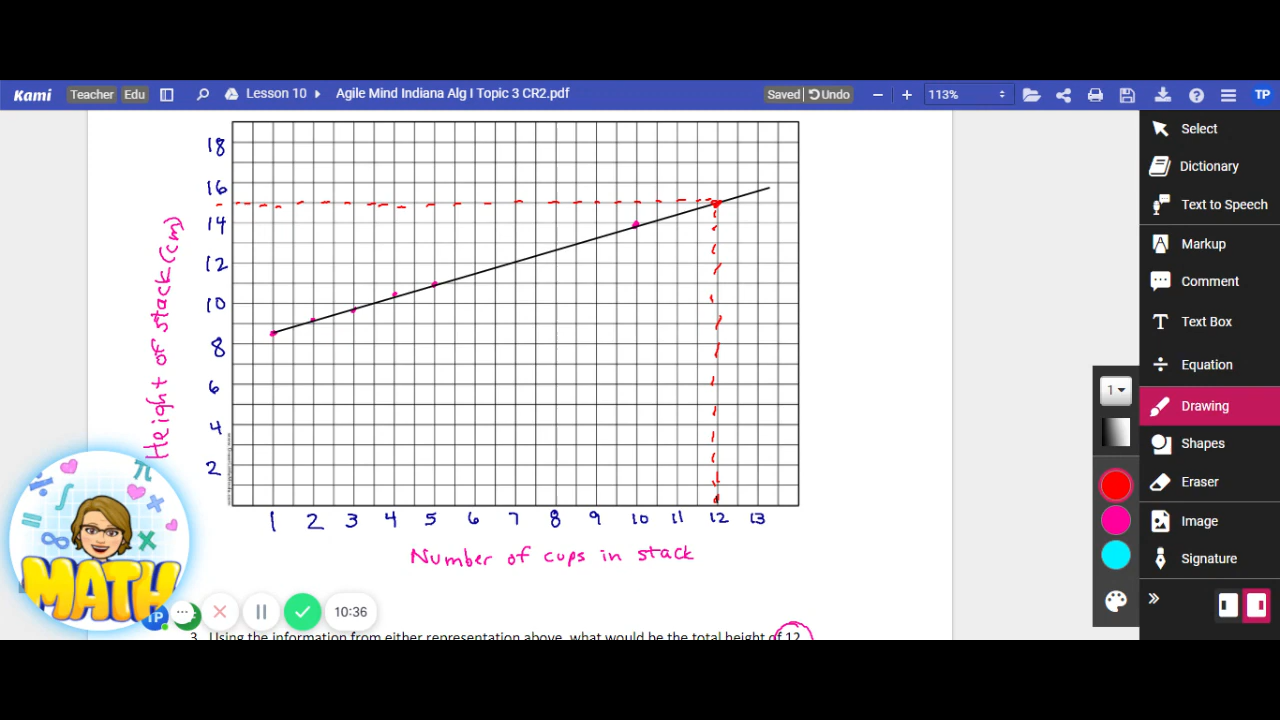 Kami Teacher Edu Lesson 10 Agile Mind Indiana Alg I Topic 3 CR2.pdf Saved Undo 113% TP
Select
Dictionary
Text to Speech
Markup
Comment
Text Box
Equation
Drawing
Shapes
Eraser
Image
Signature
1
18
16
14
12
10
8
6
4
2
Height of stack (cm)
1 2 3 4 5 6 7 8 9 10 11 12 13
Number of cups in stack
MATH
TP
10:36
3. Using the information from either representation above, what would be the total height of 12